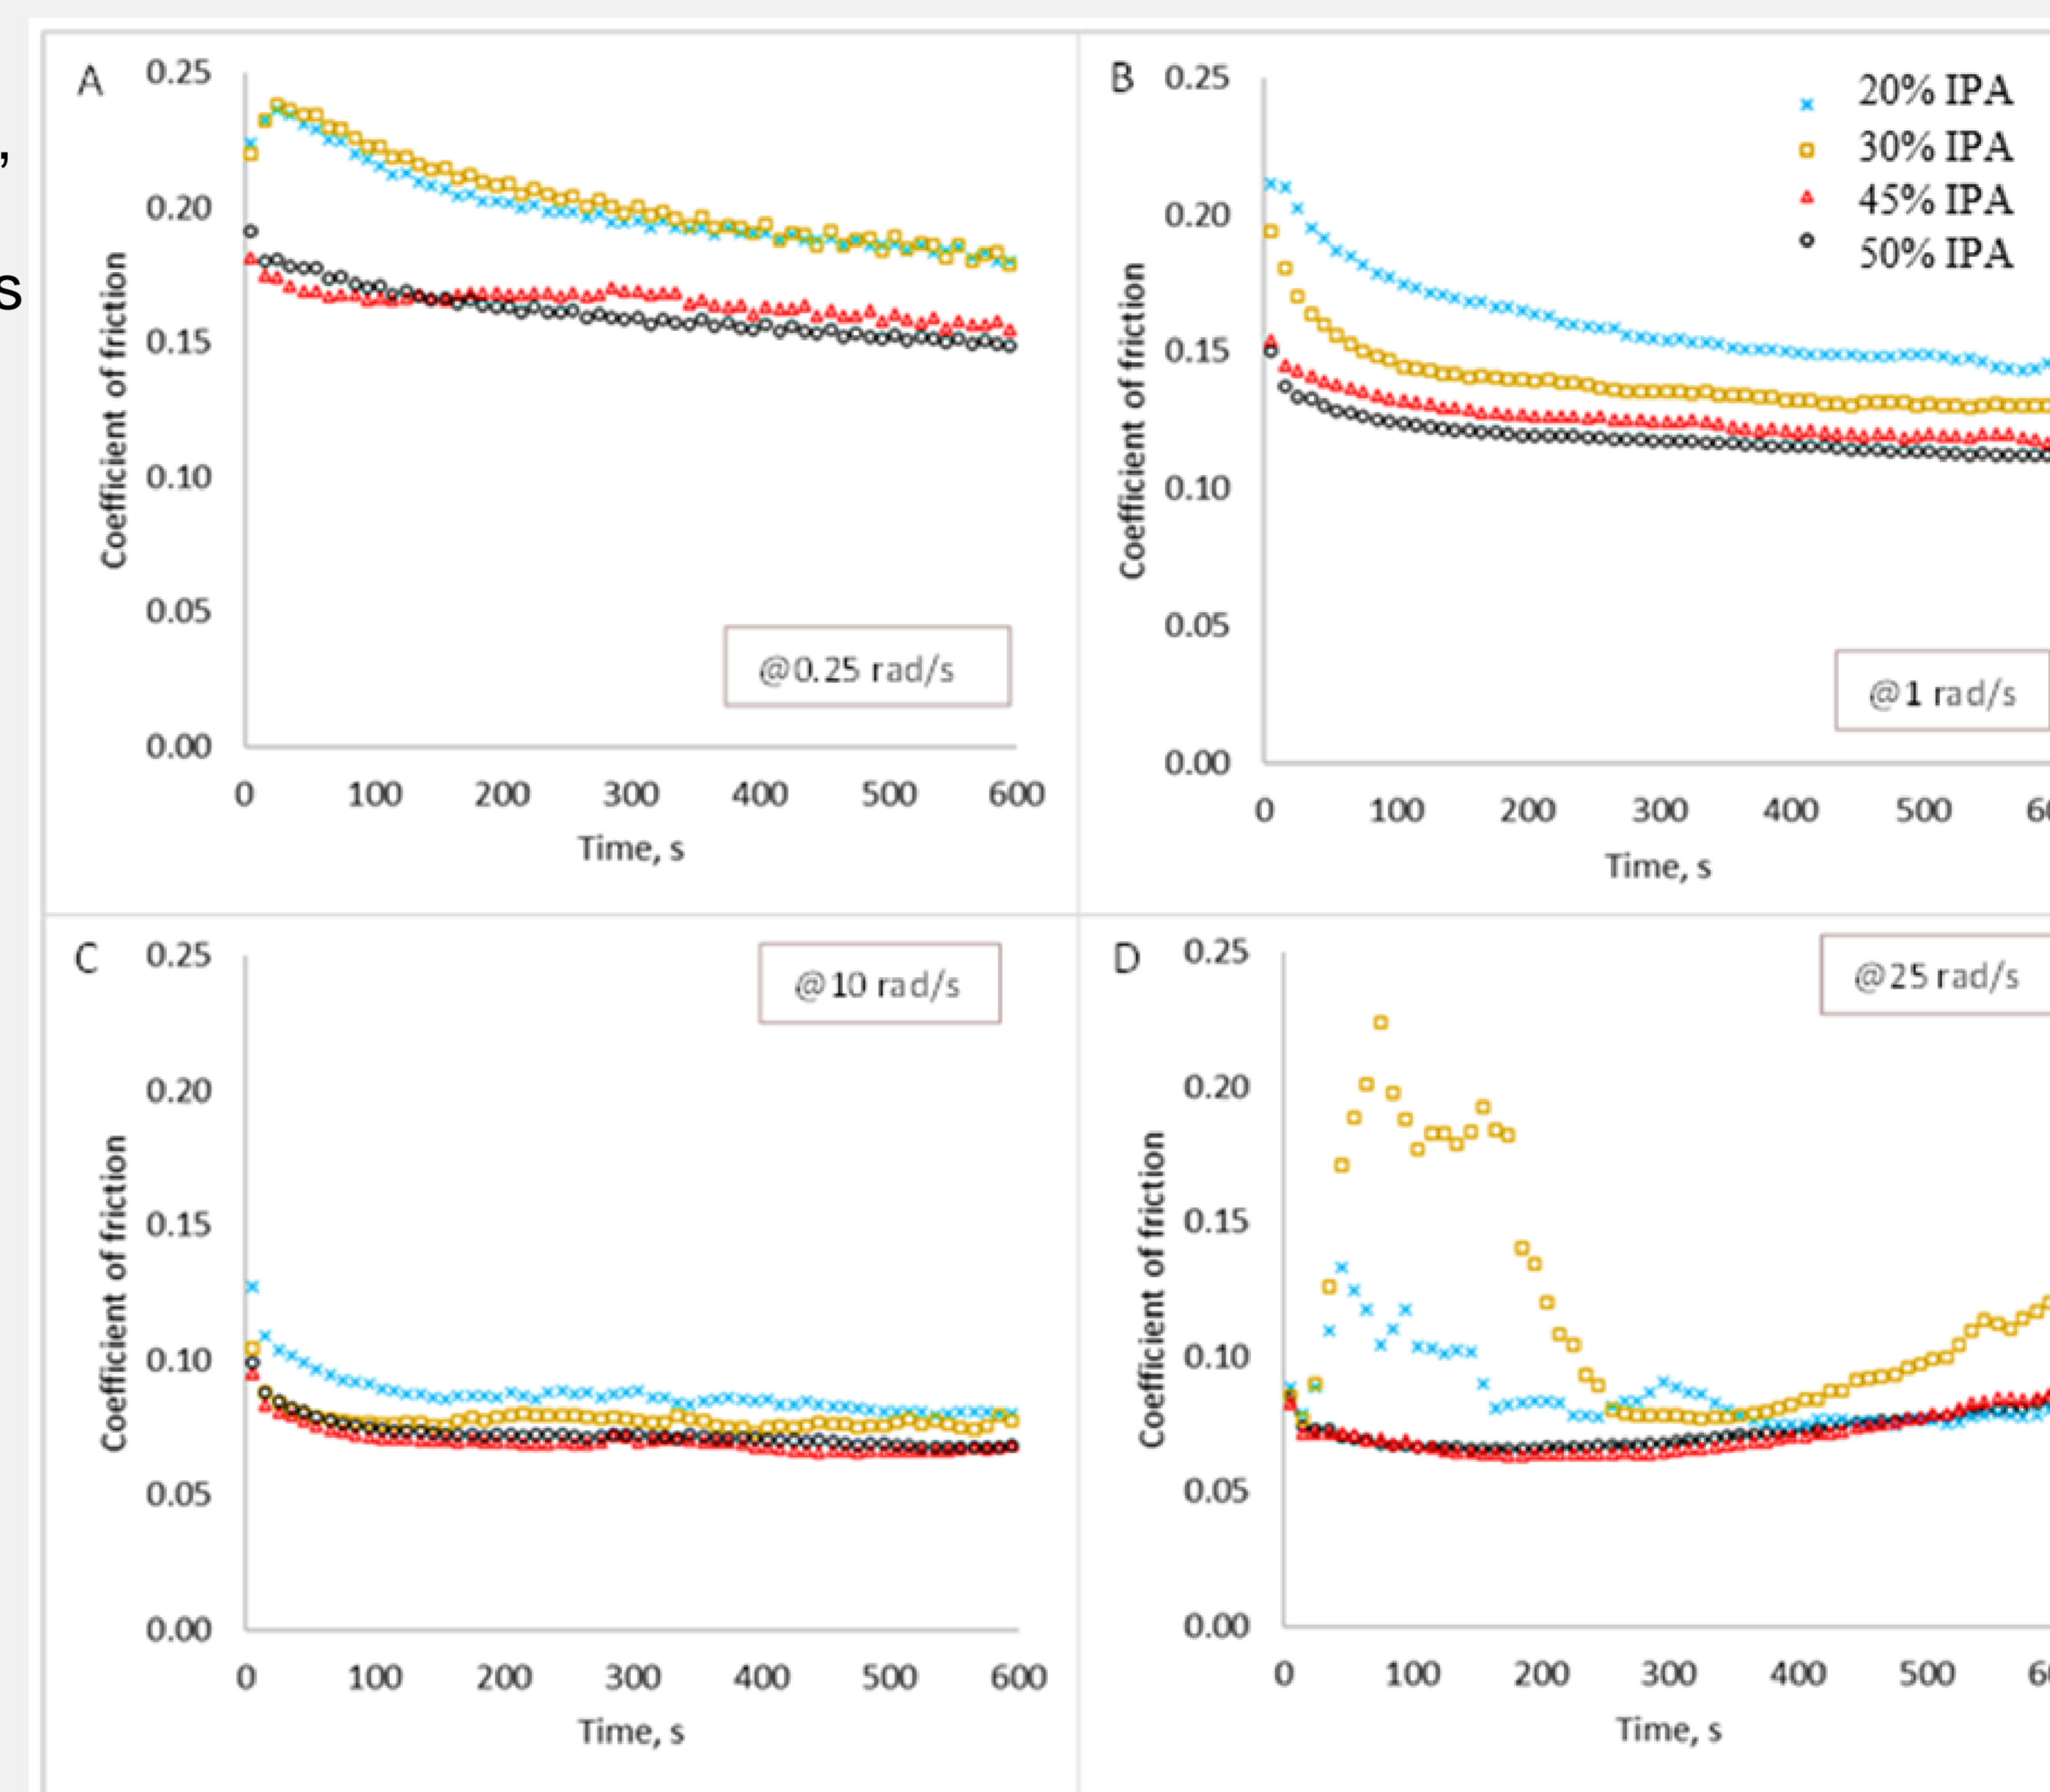 ,
s
A
0.25
0.20
0.15
0.10
0.05
0.00
Coefficient of friction
@0.25 rad/s
0 100 200 300 400 500 600
Time, s
B
0.25
0.20
0.15
0.10
0.05
0.00
Coefficient of friction
20% IPA
30% IPA
45% IPA
50% IPA
@1 rad/s
0 100 200 300 400 500 60
Time, s
C
0.25
0.20
0.15
0.10
0.05
0.00
Coefficient of friction
@10 rad/s
0 100 200 300 400 500 600
Time, s
D
0.25
0.20
0.15
0.10
0.05
0.00
Coefficient of friction
@25 rad/s
0 100 200 300 400 500 6
Time, s